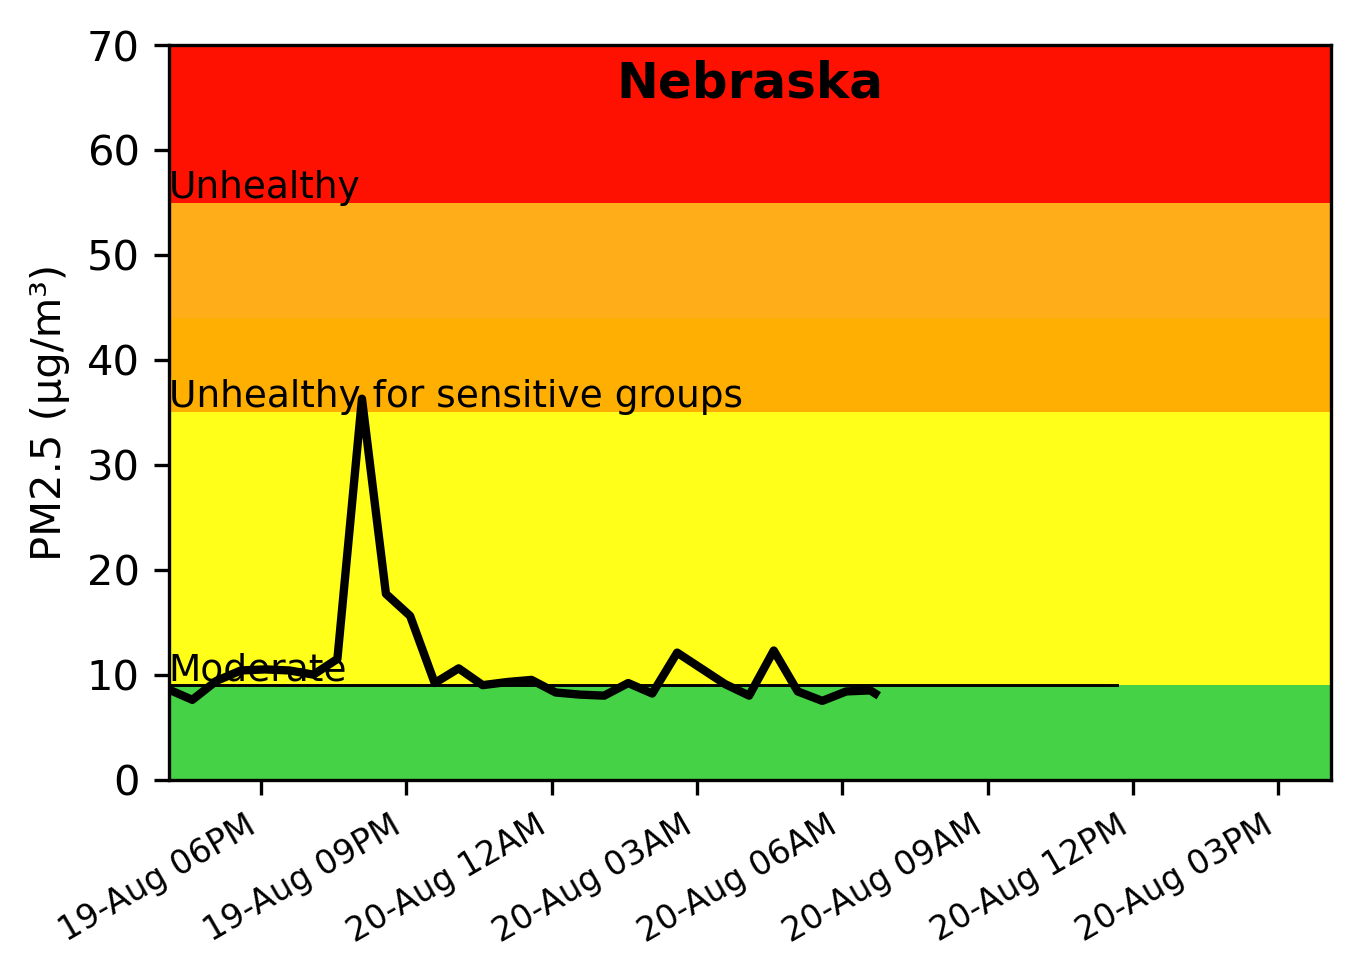 Nebraska
PM2.5 (µg/m³)
70
60
50
40
30
20
10
0
Unhealthy
Unhealthy for sensitive groups
Moderate
19-Aug 06PM
19-Aug 09PM
20-Aug 12AM
20-Aug 03AM
20-Aug 06AM
20-Aug 09AM
20-Aug 12PM
20-Aug 03PM